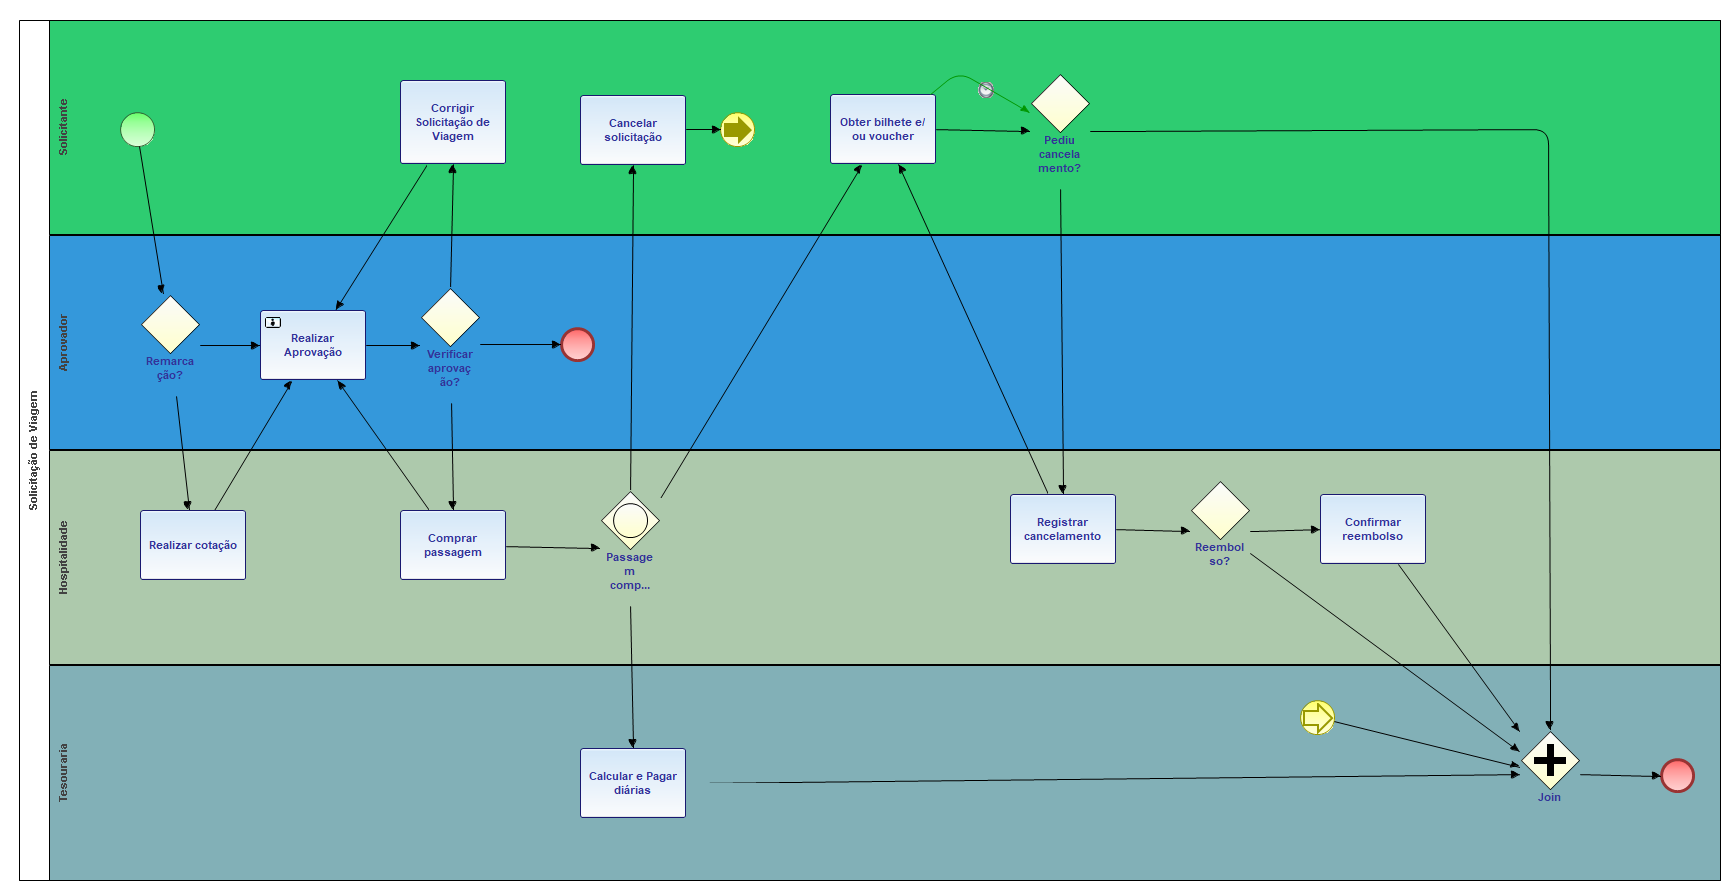 Solicitação de Viagem
Solicitante
Corrigir
Solicitação de
Viagem
Cancelar
solicitação
Obter bilhete e/
ou voucher
Pediu
cancela
mento?
Aprovador
Remarca
ção?
Realizar
Aprovação
Verificar
aprovaç
ão?
Hospitalidade
Realizar cotação
Comprar
passagem
Passage
m
comp...
Registrar
cancelamento
Reembol
so?
Confirmar
reembolso
Tesouraria
Calcular e Pagar
diárias
Join